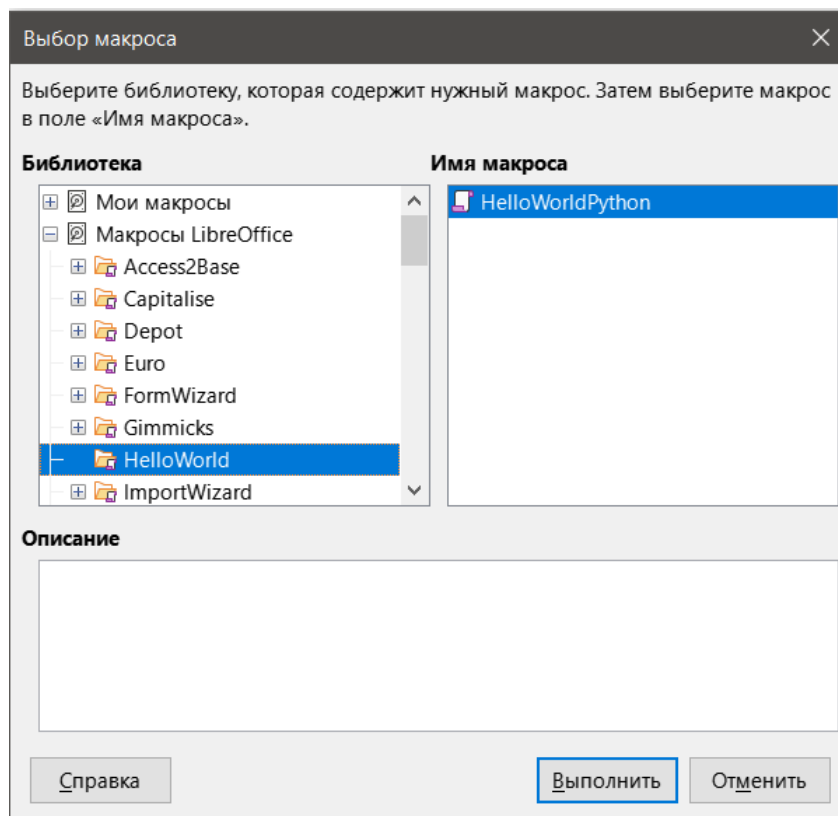 Выбор макроса
Выберите библиотеку, которая содержит нужный макрос. Затем выберите макрос
в поле «Имя макроса».
Библиотека
Имя макроса
Мои макросы
HelloWorldPython
Макросы LibreOffice
Access2Base
Capitalise
Depot
Euro
FormWizard
Gimmicks
HelloWorld
ImportWizard
Описание
Справка
Выполнить
Отменить